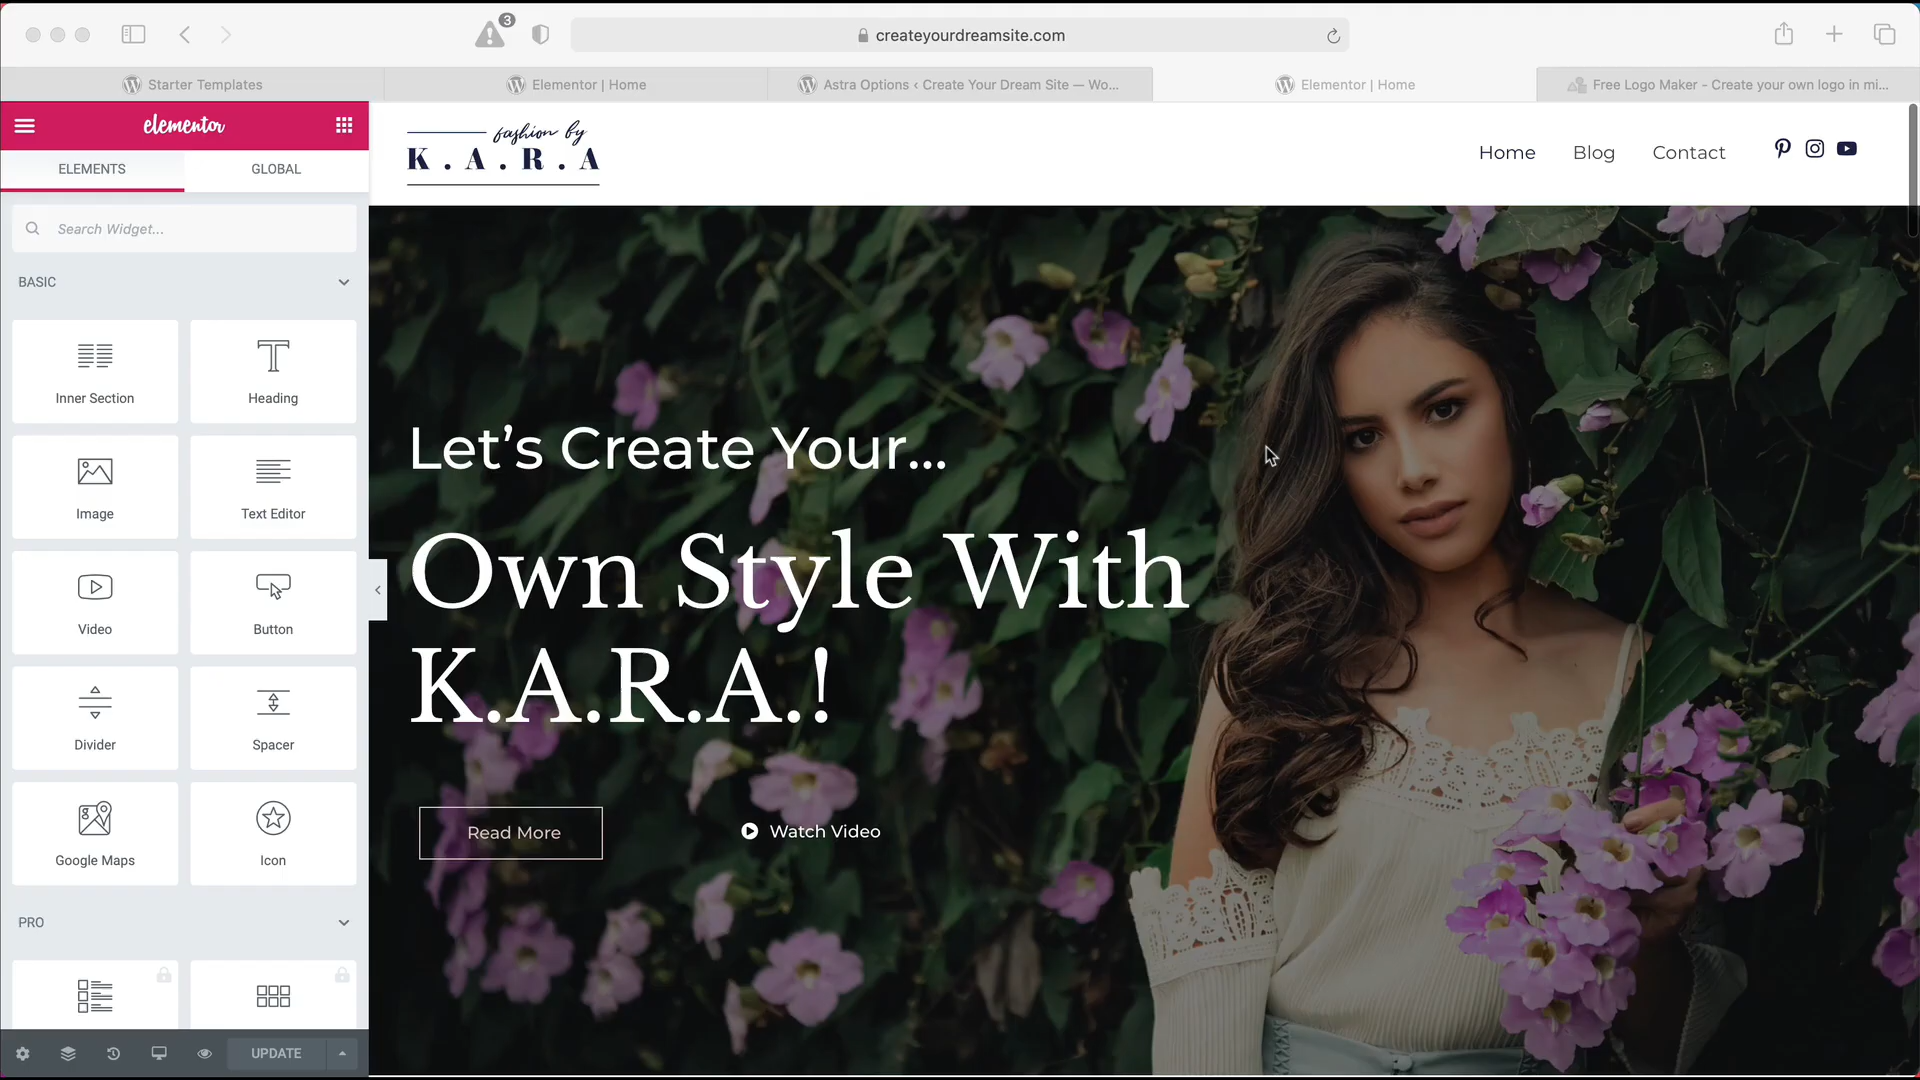 3
createyourdreamsite.com
Starter Templates
Elementor | Home
Astra Options ‹ Create Your Dream Site — Wo...
Elementor | Home
Free Logo Maker - Create your own logo in mi...
elementor
ELEMENTS
GLOBAL
Search Widget...
BASIC
Inner Section
Heading
Image
Text Editor
Video
Button
Divider
Spacer
Google Maps
Icon
PRO
UPDATE
fashion by
K.A.R.A
Home
Blog
Contact
Let’s Create Your...
Own Style With
K.A.R.A.!
Read More
Watch Video